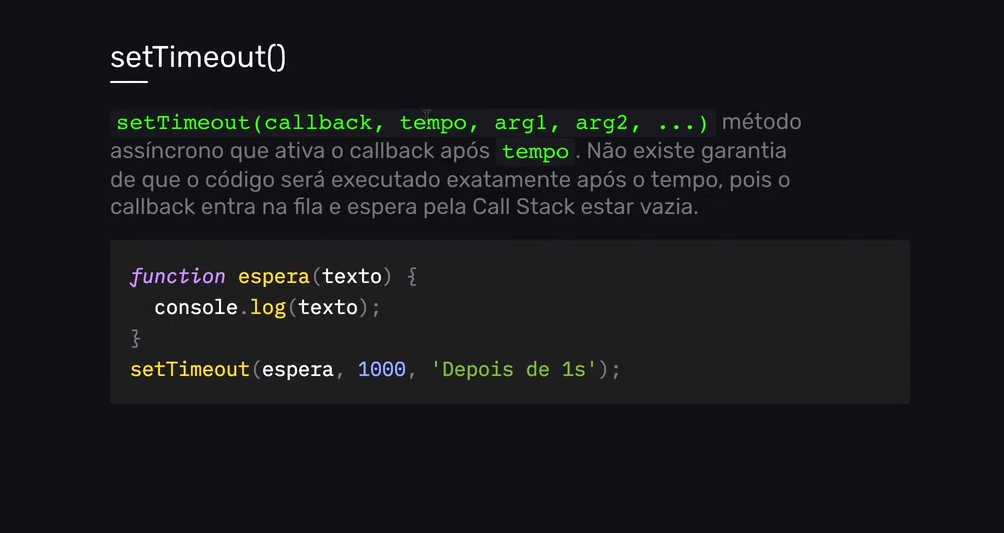 setTimeout()
setTimeout(callback, tempo, arg1, arg2, ...) método
assíncrono que ativa o callback após tempo. Não existe garantia
de que o código será executado exatamente após o tempo, pois o
callback entra na fila e espera pela Call Stack estar vazia.
function espera(texto) {
  console.log(texto);
}
setTimeout(espera, 1000, 'Depois de 1s');